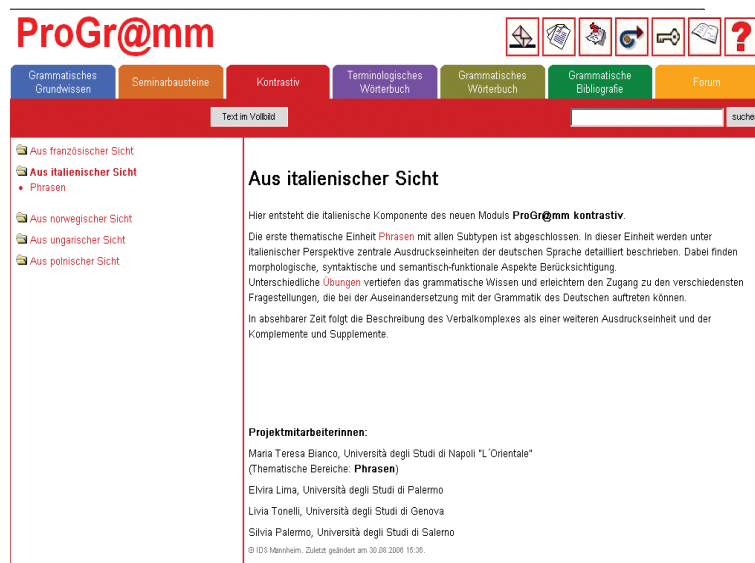 ProGr@mm
Grammatisches Grundwissen
Seminarbausteine
Kontrastiv
Terminologisches Wörterbuch
Grammatisches Wörterbuch
Grammatische Bibliografie
Forum
Text im Vollbild
suche
Aus französischer Sicht
Aus italienischer Sicht
• Phrasen
Aus norwegischer Sicht
Aus ungarischer Sicht
Aus polnischer Sicht
Aus italienischer Sicht
Hier entsteht die italienische Komponente des neuen Moduls ProGr@mm kontrastiv.
Die erste thematische Einheit Phrasen mit allen Subtypen ist abgeschlossen. In dieser Einheit werden unter
italienischer Perspektive zentrale Ausdruckseinheiten der deutschen Sprache detailliert beschrieben. Dabei finden
morphologische, syntaktische und semantisch-funktionale Aspekte Berücksichtigung.
Unterschiedliche Übungen vertiefen das grammatische Wissen und erleichtern den Zugang zu den verschiedensten
Fragestellungen, die bei der Auseinandersetzung mit der Grammatik des Deutschen auftreten können.
In absehbarer Zeit folgt die Beschreibung des Verbalkomplexes als einer weiteren Ausdruckseinheit und der
Komplemente und Supplemente.
Projektmitarbeiterinnen:
Maria Teresa Bianco, Università degli Studi di Napoli "L´Orientale"
(Thematische Bereiche: Phrasen)
Elvira Lima, Università degli Studi di Palermo
Livia Tonelli, Università degli Studi di Genova
Silvia Palermo, Università degli Studi di Salerno
© IDS Mannheim. Zuletzt geändert am 30.08.2006 15:36.